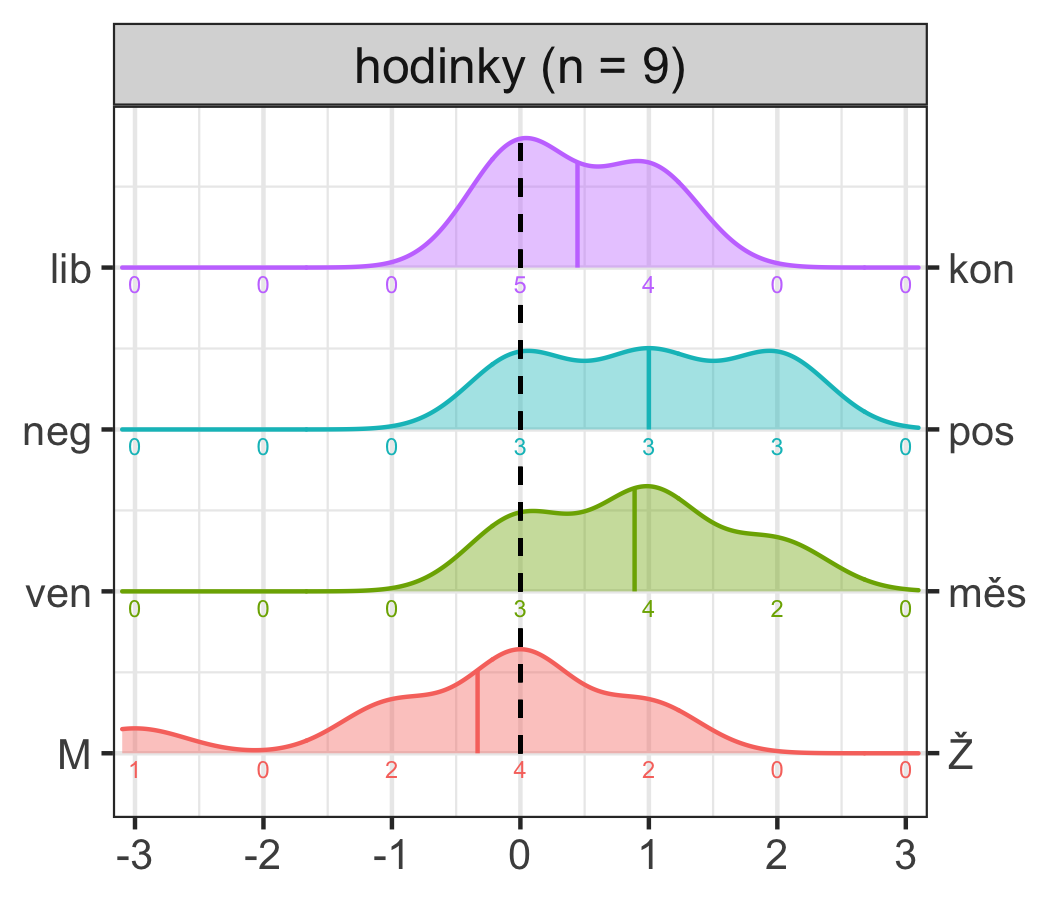 hodinky (n = 9)
lib kon
0 0 0 5 4 0 0
neg pos
0 0 0 3 3 3 0
ven měs
0 0 0 3 4 2 0
M Ž
1 0 2 4 2 0 0
-3 -2 -1 0 1 2 3